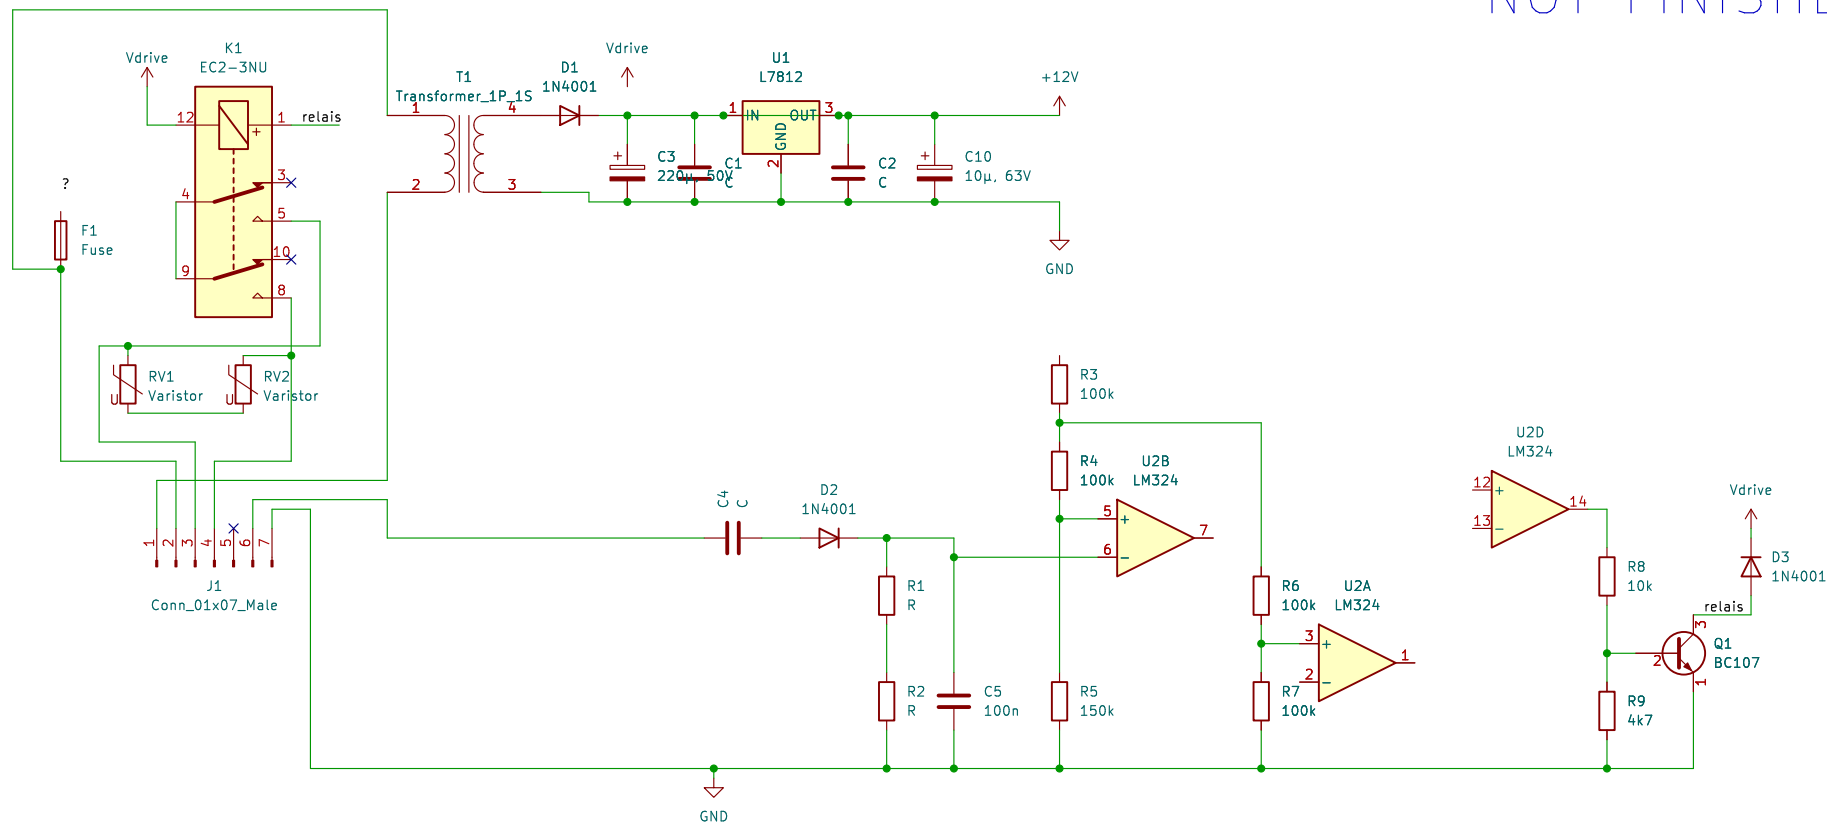 NOT FINISHE
K1
EC2-3NU
Vdrive
12
1
relais
3
4
5
10
9
8
?
F1
Fuse
RV1
Varistor
U
RV2
Varistor
U
1
2
3
4
5
6
7
J1
Conn_01x07_Male
T1
Transformer_1P_1S
1
4
2
3
D1
1N4001
Vdrive
C3
220µ, 50V
C1
C
U1
L7812
1
IN
OUT
3
GND
2
C2
C
C10
10µ, 63V
+12V
GND
C4
C
D2
1N4001
R1
R
R2
R
C5
100n
R3
100k
R4
100k
R5
150k
U2B
LM324
5
6
7
R6
100k
R7
100k
U2A
LM324
3
2
1
U2D
LM324
12
13
14
R8
10k
R9
4k7
Vdrive
D3
1N4001
relais
3
2
1
Q1
BC107
GND